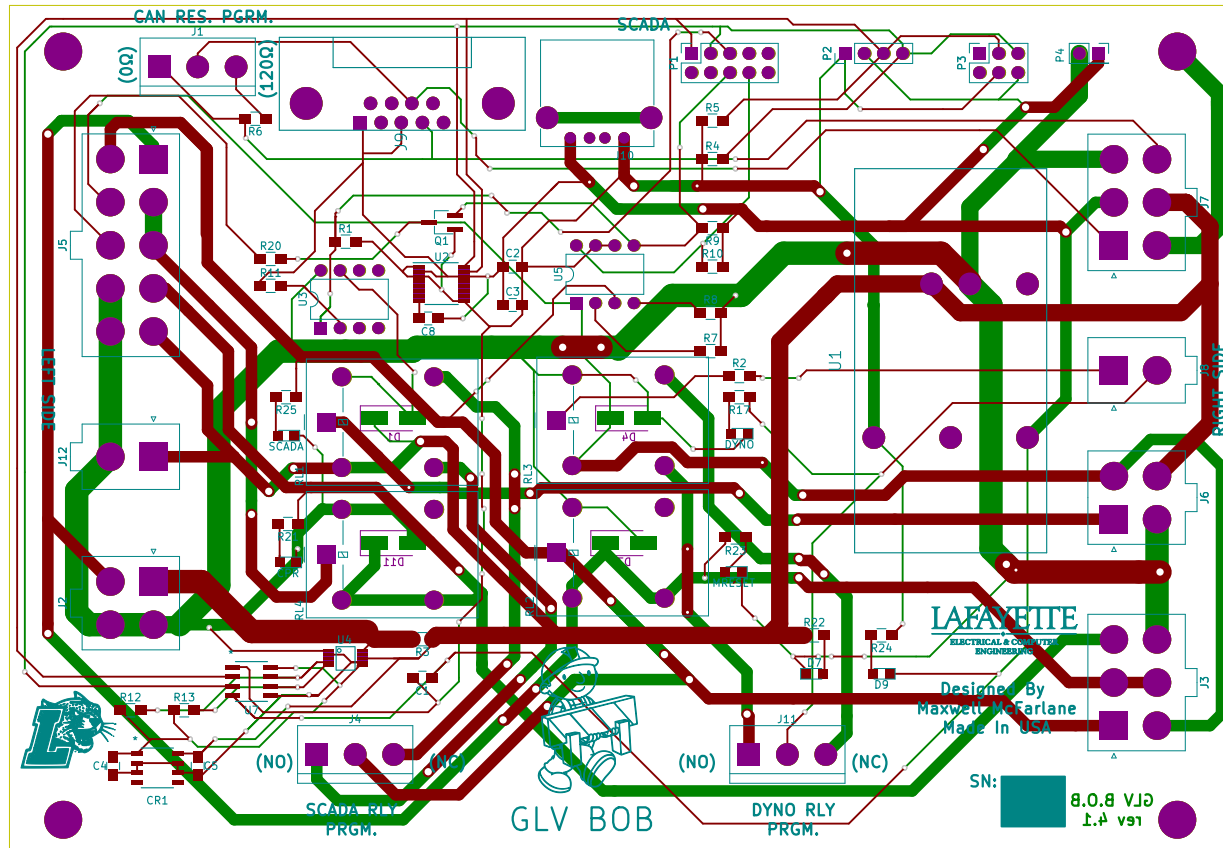 CAN RES. PGRM.
SCADA
J1
(0Ω)
(120Ω)
P1
P2
P3
P4
R6
J9
J10
R5
R4
J5
J7
R20
R1
Q1
R9
R11
U2
C2
R10
U3
U5
C3
C8
R8
R7
U1
LEFT SIDE
RIGHT SIDE
R2
J8
R25
R17
SCADA
D1
D4
DYNO
J12
RL1
RL3
J6
R27
D11
MRESET
J2
RL4
LAFAYETTE
ELECTRICAL & COMPUTER
ENGINEERING
R22
R24
U4
R3
D7
D9
C1
J3
R12
R13
U7
Designed By
Maxwell McFarlane
Made In USA
J4
J11
C4
C5
(NO)
(NC)
(NO)
(NC)
CR1
SN:
SCADA RLY
PRGM.
GLV BOB
DYNO RLY
PRGM.
GLV B.O.B
rev 4.1
L